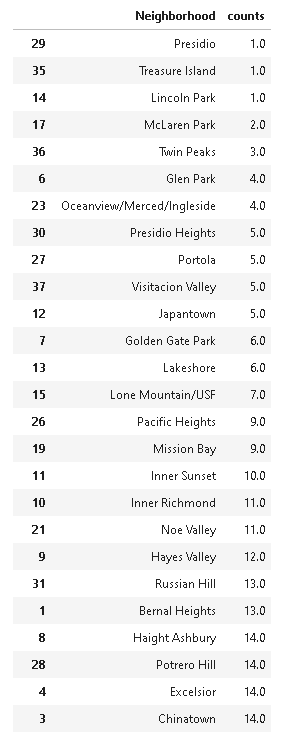 Neighborhood counts
29 Presidio 1.0
35 Treasure Island 1.0
14 Lincoln Park 1.0
17 McLaren Park 2.0
36 Twin Peaks 3.0
6 Glen Park 4.0
23 Oceanview/Merced/Ingleside 4.0
30 Presidio Heights 5.0
27 Portola 5.0
37 Visitacion Valley 5.0
12 Japantown 5.0
7 Golden Gate Park 6.0
13 Lakeshore 6.0
15 Lone Mountain/USF 7.0
26 Pacific Heights 9.0
19 Mission Bay 9.0
11 Inner Sunset 10.0
10 Inner Richmond 11.0
21 Noe Valley 11.0
9 Hayes Valley 12.0
31 Russian Hill 13.0
1 Bernal Heights 13.0
8 Haight Ashbury 14.0
28 Potrero Hill 14.0
4 Excelsior 14.0
3 Chinatown 14.0